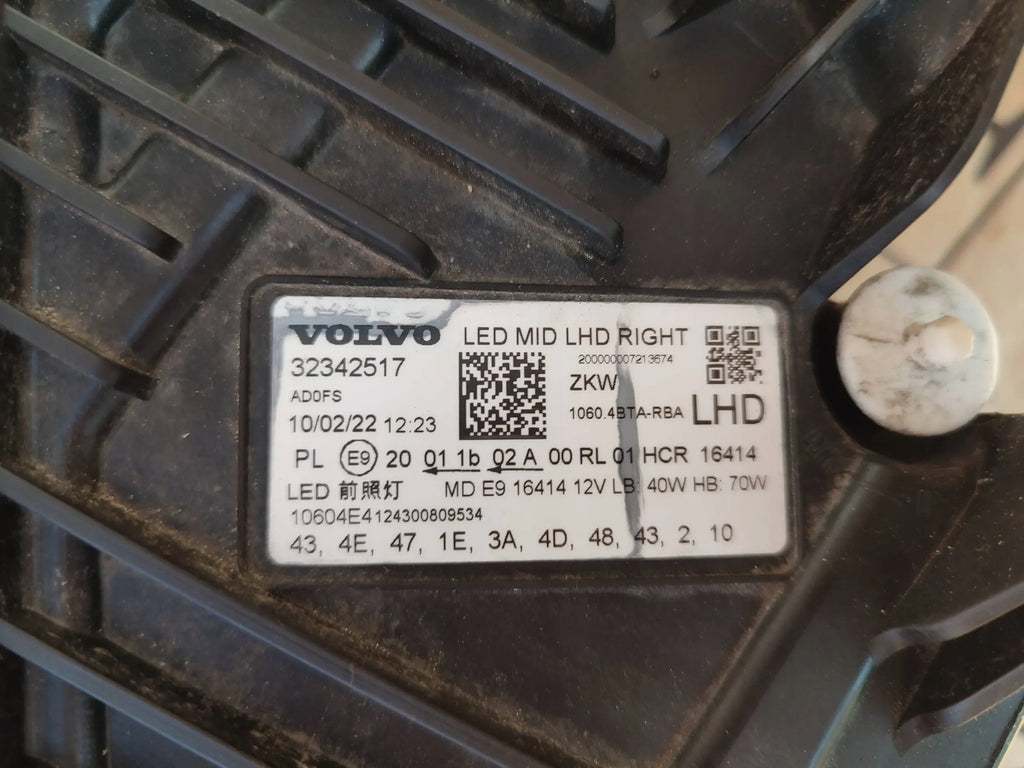 VOLVO LED MID LHD RIGHT
32342517 200000007213674
AD0FS ZKW
10/02/22 12:23 1060.4BTA-RBA LHD
PL E9 20 01 1b 02 A 00 RL 01 HCR 16414
LED 前照灯 MD E9 16414 12V LB: 40W HB: 70W
10604E4124300809534
43, 4E, 47, 1E, 3A, 4D, 48, 43, 2, 10